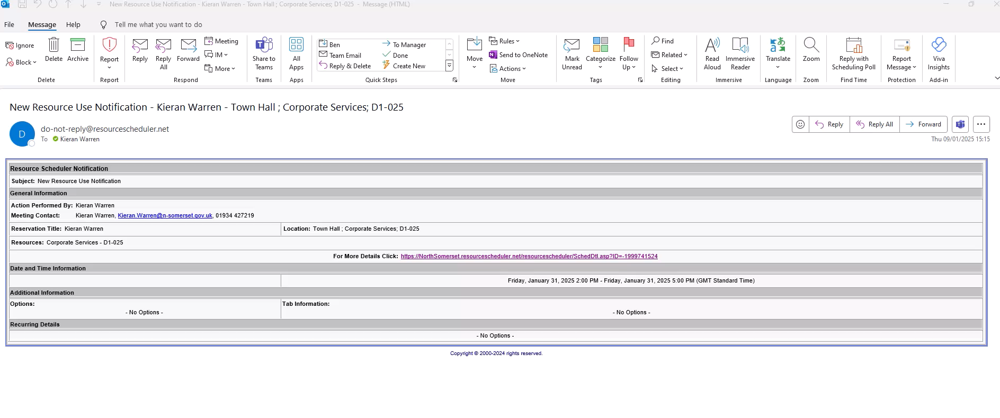 New Resource Use Notification - Kieran Warren - Town Hall ; Corporate Services; D1-025 - Message (HTML)
File Message Help Tell me what you want to do
Ignore
Block
Delete
Archive
Delete
Report
Report
Reply
Reply All
Forward
Meeting
IM
More
Respond
Share to Teams
Teams
All Apps
Apps
Ben
Team Email
Reply & Delete
To Manager
Done
Create New
Quick Steps
Move
Rules
Send to OneNote
Actions
Move
Mark Unread
Categorize
Follow Up
Tags
Find
Related
Select
Editing
Read Aloud
Immersive Reader
Immersive
Translate
Language
Zoom
Zoom
Reply with Scheduling Poll
Find Time
Report Message
Protection
Viva Insights
Add-in
New Resource Use Notification - Kieran Warren - Town Hall ; Corporate Services; D1-025
D
do-not-reply@resourcescheduler.net
To Kieran Warren
Reply Reply All Forward
Thu 09/01/2025 15:15
Resource Scheduler Notification
Subject: New Resource Use Notification
General Information
Action Performed By: Kieran Warren
Meeting Contact: Kieran Warren, Kieran.Warren@n-somerset.gov.uk, 01934 427219
Reservation Title: Kieran Warren Location: Town Hall ; Corporate Services; D1-025
Resources: Corporate Services - D1-025
For More Details Click: https://NorthSomerset.resourcescheduler.net/resourcescheduler/SchedDtl.asp?ID=-1999741524
Date and Time Information
Friday, January 31, 2025 2:00 PM - Friday, January 31, 2025 5:00 PM (GMT Standard Time)
Additional Information
Options: Tab Information:
- No Options - - No Options -
Recurring Details
- No Options -
Copyright © 2000-2024 rights reserved.